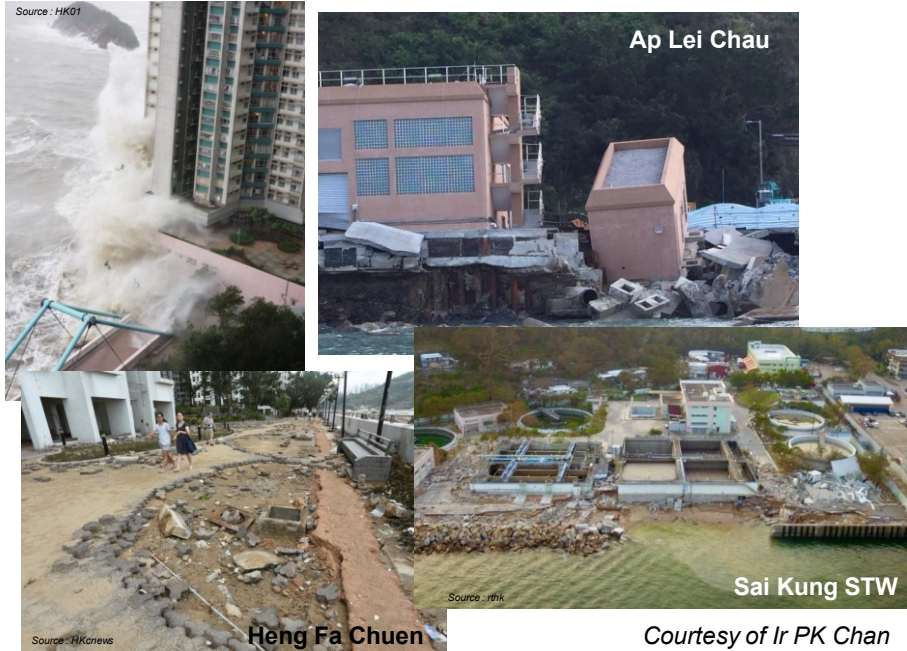 Source : HK01
Ap Lei Chau
Source : rthk
Sai Kung STW
Source : HKcnews
Heng Fa Chuen
Courtesy of Ir PK Chan